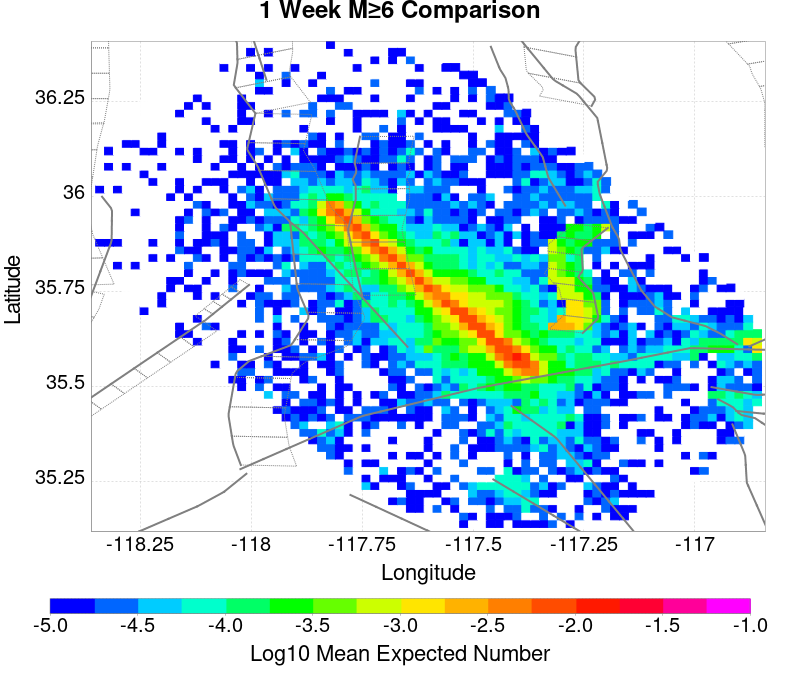 1 Week M≥6 Comparison
36.25
36
35.75
35.5
35.25
Latitude
-118.25 -118 -117.75 -117.5 -117.25 -117
Longitude
-5.0 -4.5 -4.0 -3.5 -3.0 -2.5 -2.0 -1.5 -1.0
Log10 Mean Expected Number